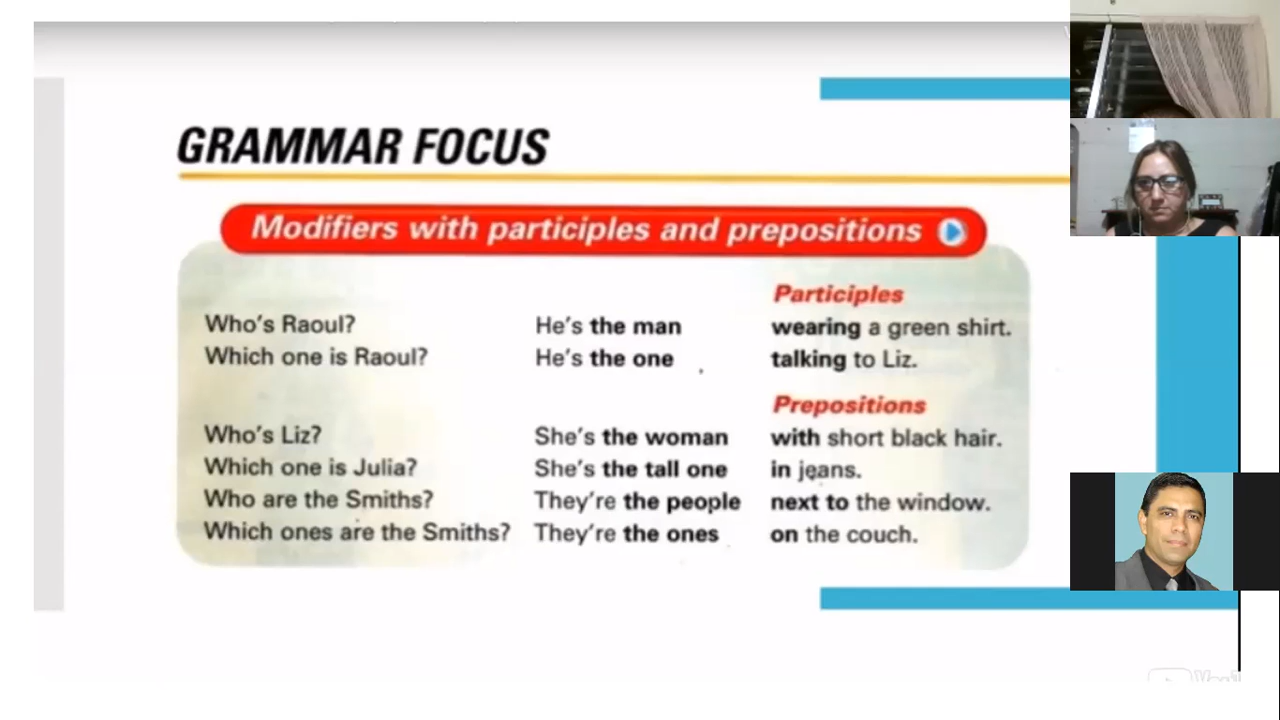 GRAMMAR FOCUS
Modifiers with participles and prepositions
Participles
Who's Raoul? He's the man wearing a green shirt.
Which one is Raoul? He's the one talking to Liz.
Prepositions
Who's Liz? She's the woman with short black hair.
Which one is Julia? She's the tall one in jeans.
Who are the Smiths? They're the people next to the window.
Which ones are the Smiths? They're the ones on the couch.